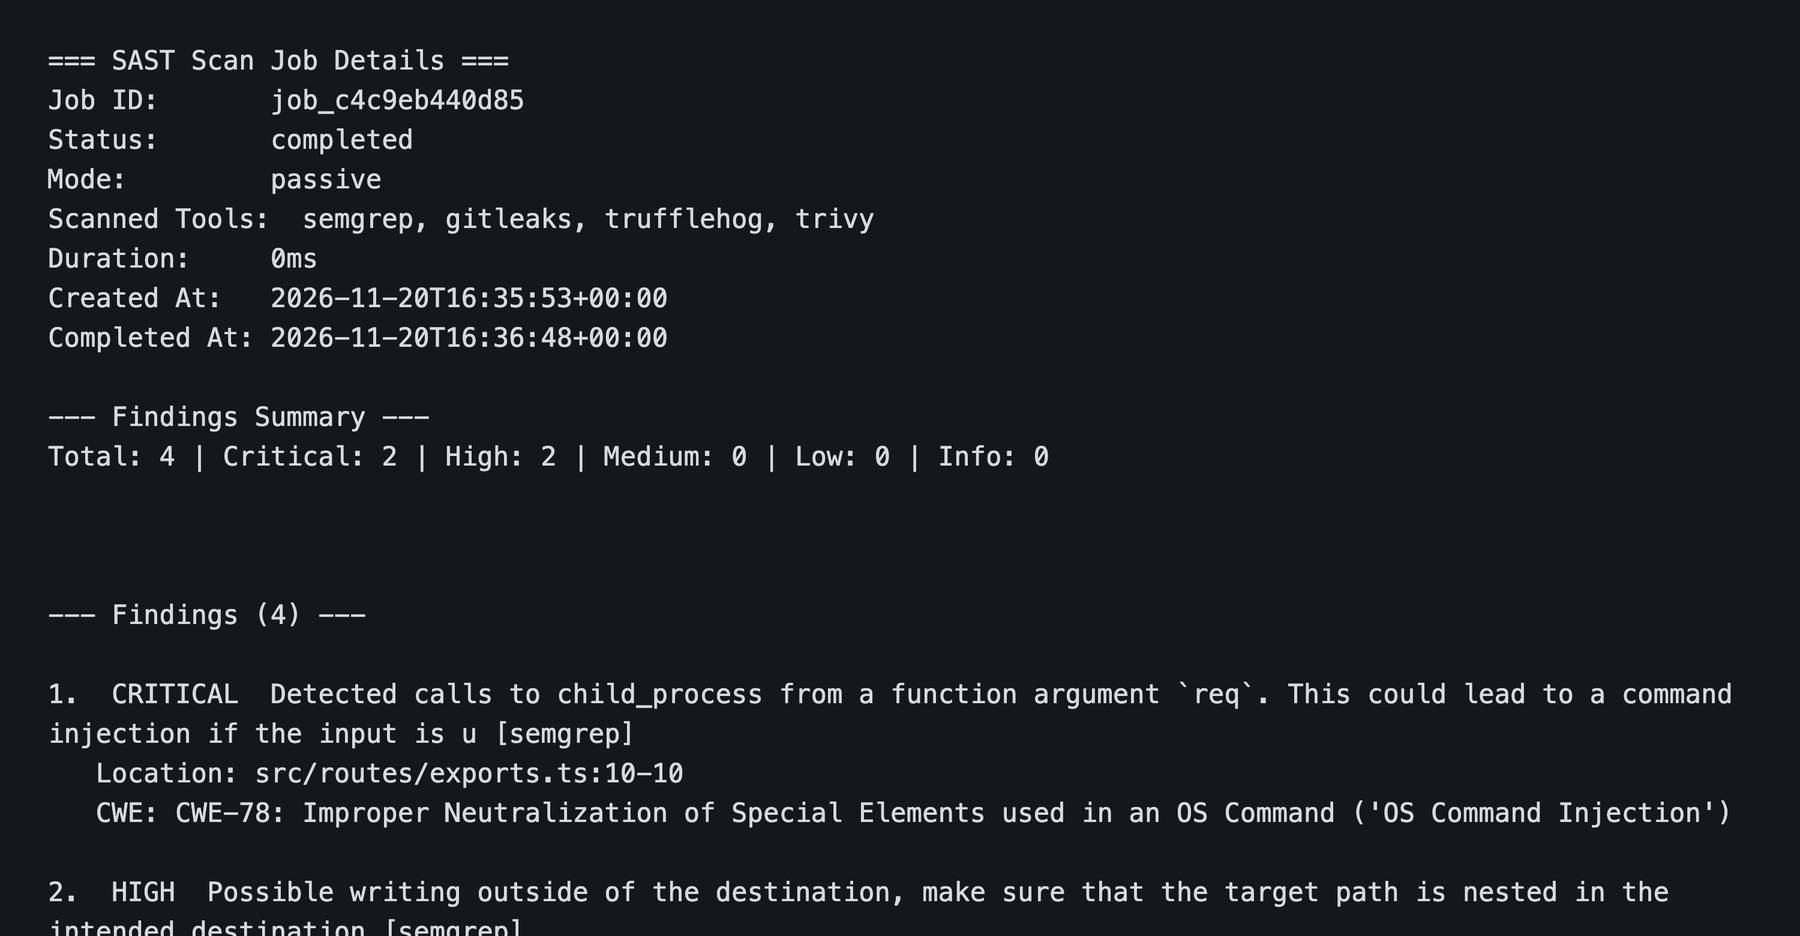 === SAST Scan Job Details ===
Job ID:       job_c4c9eb440d85
Status:       completed
Mode:         passive
Scanned Tools:  semgrep, gitleaks, trufflehog, trivy
Duration:     0ms
Created At:   2026-11-20T16:35:53+00:00
Completed At: 2026-11-20T16:36:48+00:00
--- Findings Summary ---
Total: 4 | Critical: 2 | High: 2 | Medium: 0 | Low: 0 | Info: 0
--- Findings (4) ---
1.  CRITICAL  Detected calls to child_process from a function argument `req`. This could lead to a command
injection if the input is u [semgrep]
   Location: src/routes/exports.ts:10-10
   CWE: CWE-78: Improper Neutralization of Special Elements used in an OS Command ('OS Command Injection')
2.  HIGH  Possible writing outside of the destination, make sure that the target path is nested in the
intended destination [semgrep]